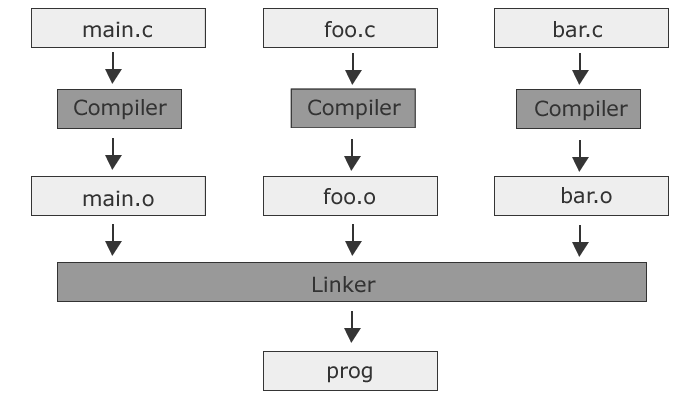 main.c
foo.c
bar.c
Compiler
Compiler
Compiler
main.o
foo.o
bar.o
Linker
prog